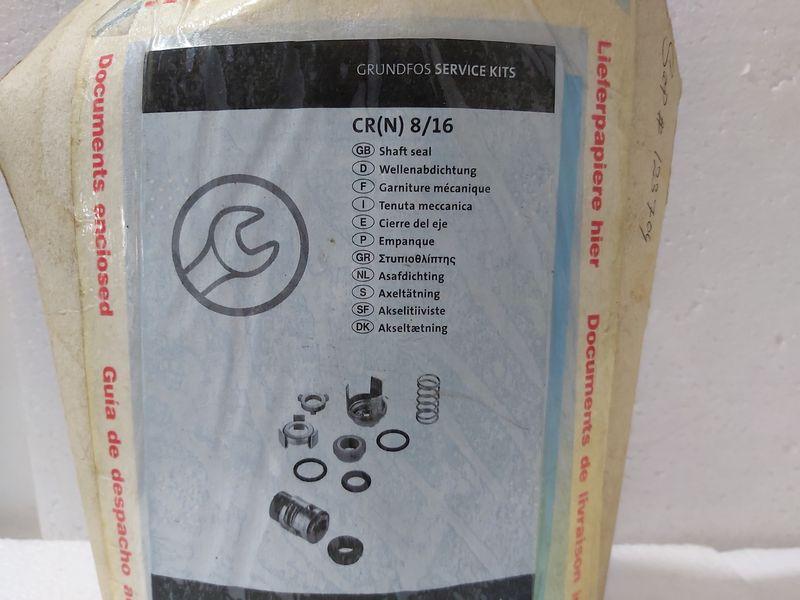 GRUNDFOS SERVICE KITS
CR(N) 8/16
GB Shaft seal
D Wellenabdichtung
F Garniture mécanique
I Tenuta meccanica
E Cierre del eje
P Empanque
GR Στυπιοθλίπτης
NL Asafdichting
S Axeltätning
SF Akselitiiviste
DK Akseltætning
Documents enclosed
Guía de despacho
Lieferpapiere hier
Documents de livraison
Sap #